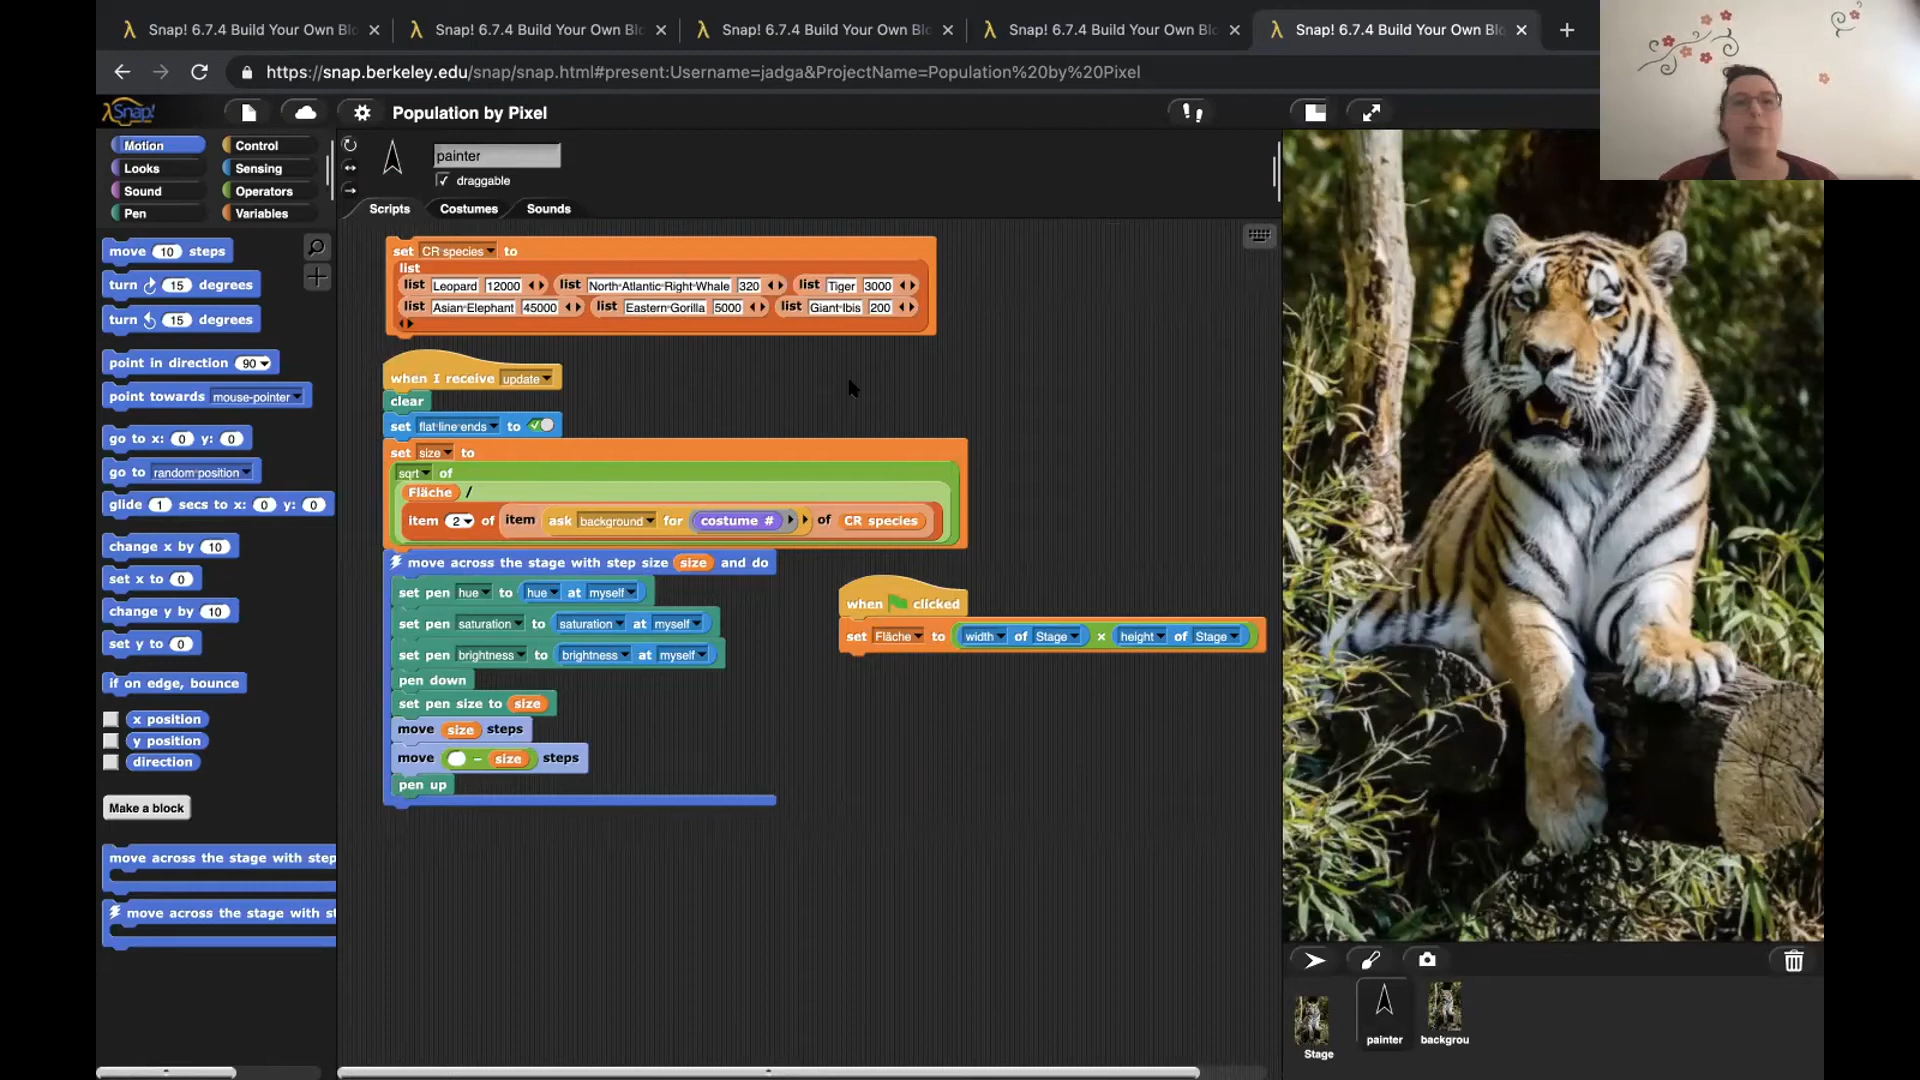 Snap! 6.7.4 Build Your Own Blo
Snap! 6.7.4 Build Your Own Blo
Snap! 6.7.4 Build Your Own Blo
Snap! 6.7.4 Build Your Own Blo
Snap! 6.7.4 Build Your Own Blo
https://snap.berkeley.edu/snap/snap.html#present:Username=jadga&ProjectName=Population%20by%20Pixel
Snap!
Population by Pixel
Motion
Control
Looks
Sensing
Sound
Operators
Pen
Variables
painter
draggable
Scripts
Costumes
Sounds
move 10 steps
turn 15 degrees
turn 15 degrees
point in direction 90
point towards mouse-pointer
go to x: 0 y: 0
go to random position
glide 1 secs to x: 0 y: 0
change x by 10
set x to 0
change y by 10
set y to 0
if on edge, bounce
x position
y position
direction
Make a block
move across the stage with step
move across the stage with st
set CR species to
list
list Leopard 12000 list North·Atlantic·Right·Whale 320 list Tiger 3000
list Asian·Elephant 45000 list Eastern·Gorilla 5000 list Giant·Ibis 200
when I receive update
clear
set flat line ends to
set size to
sqrt of
Fläche /
item 2 of item ask background for costume # of CR species
move across the stage with step size size and do
set pen hue to hue at myself
set pen saturation to saturation at myself
set pen brightness to brightness at myself
pen down
set pen size to size
move size steps
move - size steps
pen up
when clicked
set Fläche to width of Stage × height of Stage
Stage
painter
backgrou